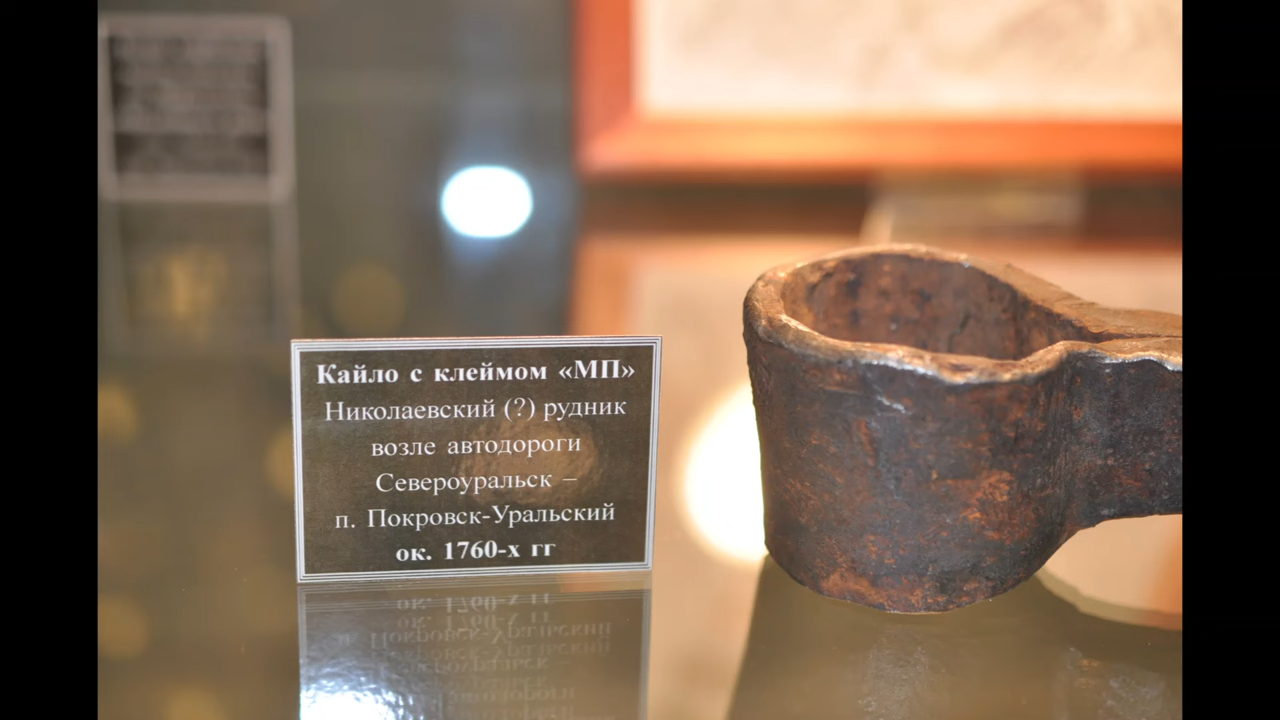 Кайло с клеймом «МП»
Николаевский (?) рудник
возле автодороги
Североуральск –
п. Покровск-Уральский
ок. 1760-х гг